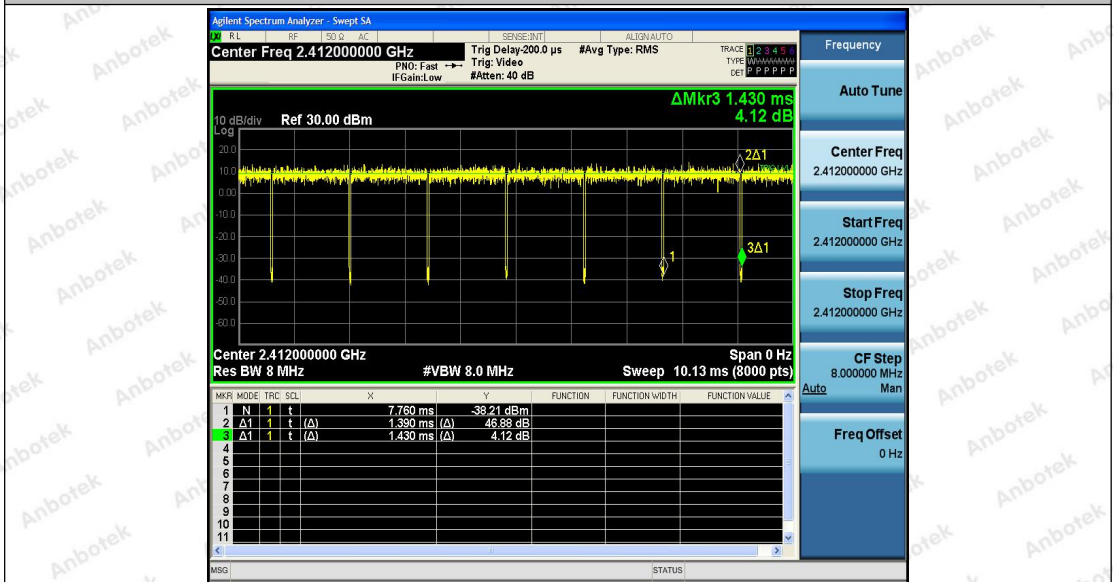 Agilent Spectrum Analyzer - Swept SA
RL RF 50 Ω AC SENSE:INT ALIGNAUTO
Center Freq 2.412000000 GHz
PNO: Fast
IFGain:Low
Trig Delay-200.0 µs
Trig: Video
#Atten: 40 dB
#Avg Type: RMS
TRACE 1 2 3 4 5 6
TYPE
DET P P P P P P
ΔMkr3 1.430 ms
4.12 dB
10 dB/div Ref 30.00 dBm
Log
20.0
10.0
0.00
-10.0
-20.0
-30.0
-40.0
-50.0
-60.0
2Δ1
1
3Δ1
Center 2.412000000 GHz Span 0 Hz
Res BW 8 MHz #VBW 8.0 MHz Sweep 10.13 ms (8000 pts)
MKR MODE TRC SCL X Y FUNCTION FUNCTION WIDTH FUNCTION VALUE
1 N 1 t 7.760 ms -38.21 dBm
2 Δ1 1 t (Δ) 1.390 ms (Δ) 46.88 dB
3 Δ1 1 t (Δ) 1.430 ms (Δ) 4.12 dB
4
5
6
7
8
9
10
11
MSG STATUS
Frequency
Auto Tune
Center Freq
2.412000000 GHz
Start Freq
2.412000000 GHz
Stop Freq
2.412000000 GHz
CF Step
8.000000 MHz
Auto Man
Freq Offset
0 Hz
Anbotek